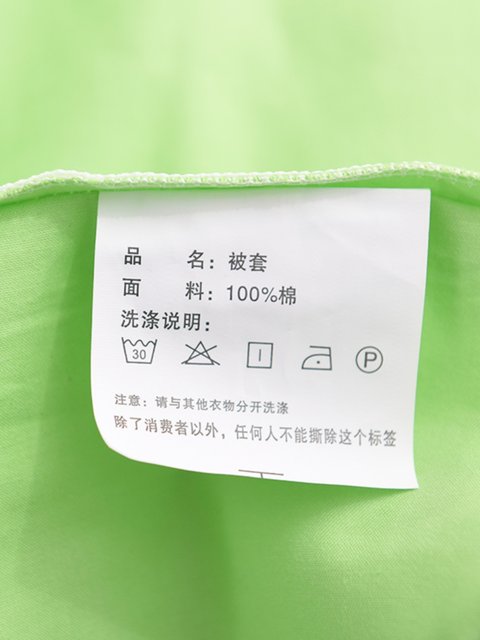 品 名：被套
面 料：100%棉
洗涤说明：
30 P
注意：请与其他衣物分开洗涤
除了消费者以外，任何人不能撕除这个标签